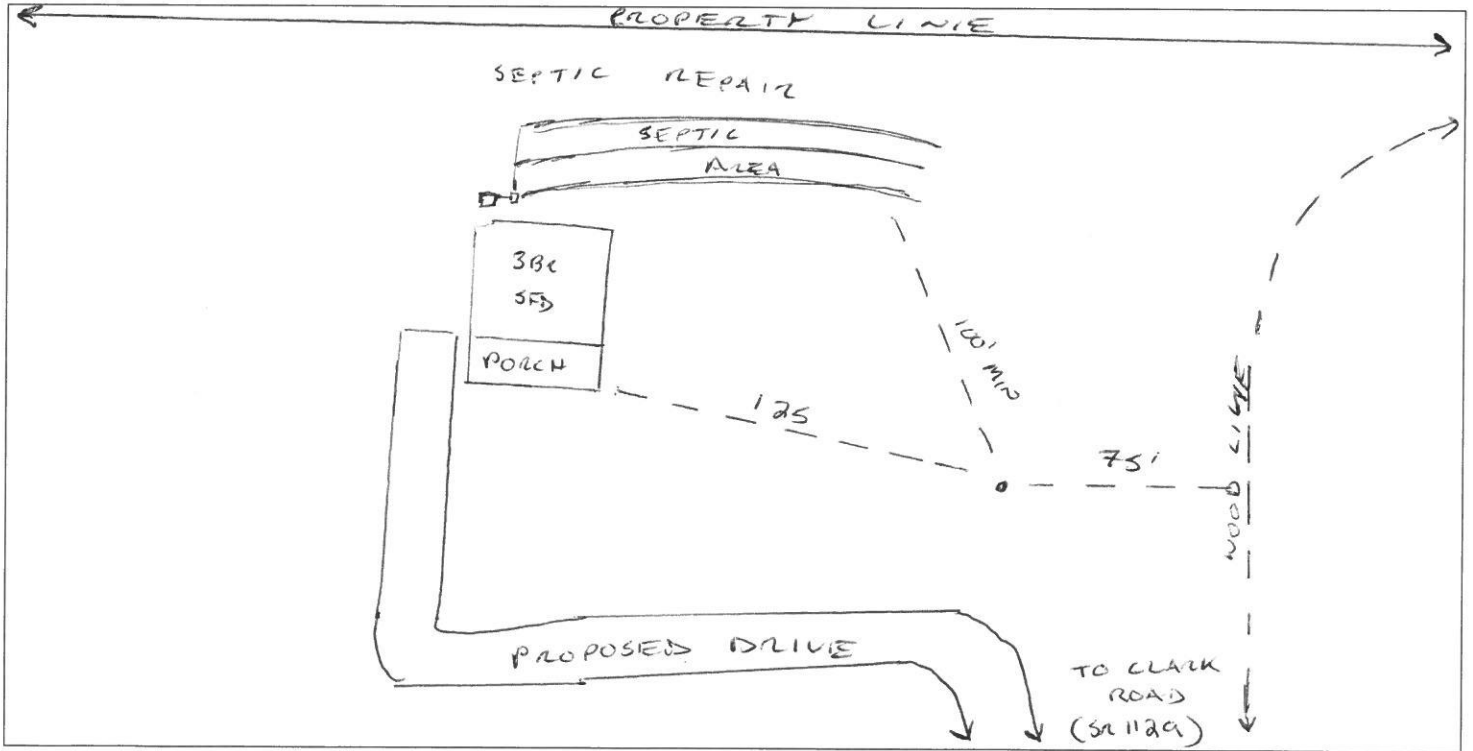 PROPERTY LINIE
SEPTIC REPAIR
SEPTIC
AREA
3BR
SFD
PORCH
100' MIN
125
75'
WOOD LINE
PROPOSED DRIVE
TO CLARK
ROAD
(SR 1129)